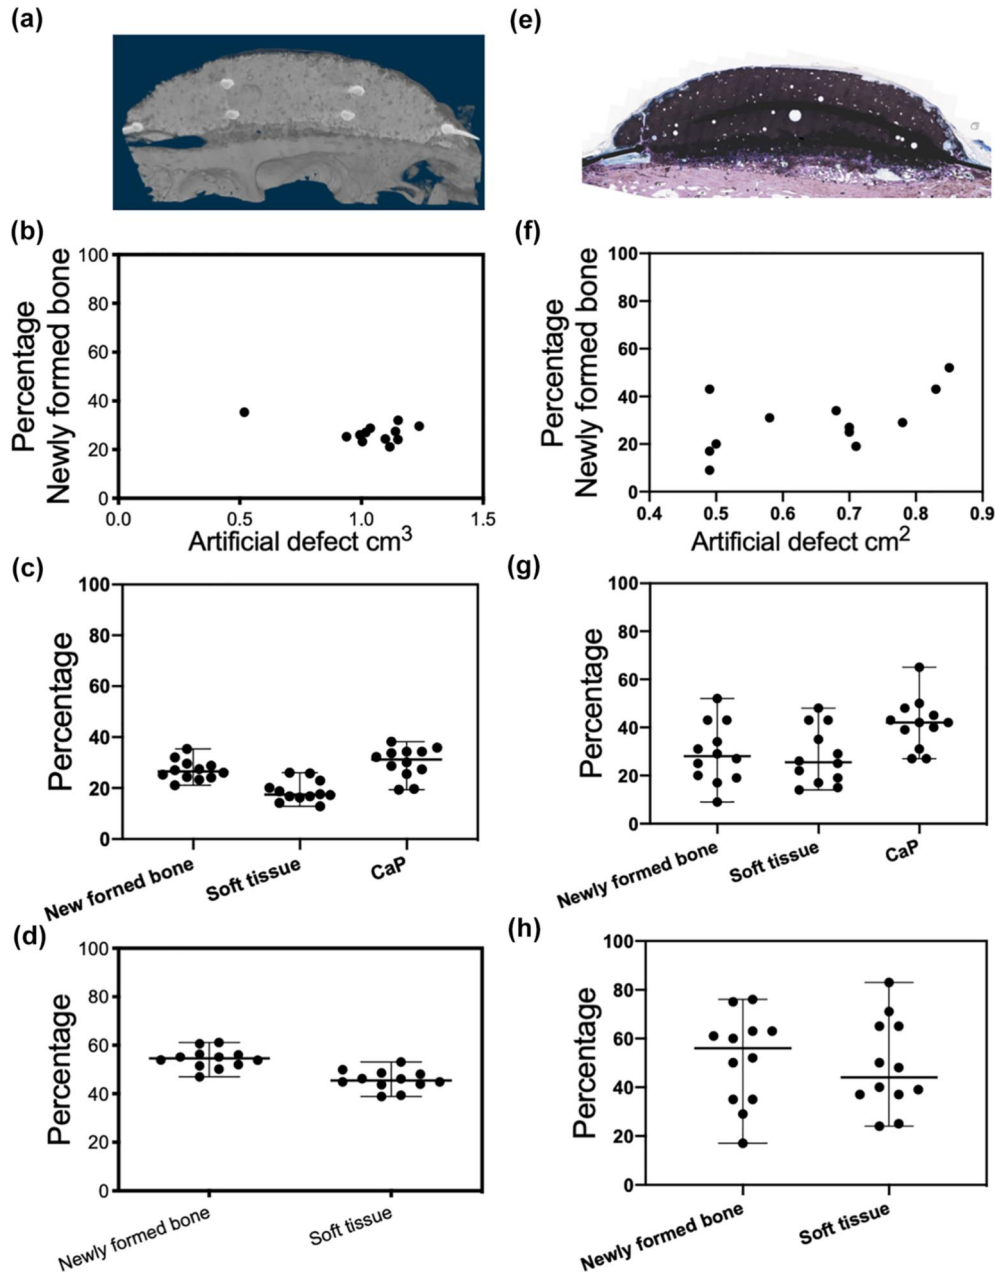 (a)
(e)
(b)
100
80
60
40
20
0
Percentage
Newly formed bone
0.0
0.5
1.0
1.5
Artificial defect cm³
(f)
100
80
60
40
20
0
Percentage
Newly formed bone
0.4
0.5
0.6
0.7
0.8
0.9
Artificial defect cm²
(c)
100
80
60
40
20
0
Percentage
New forned bone
Soft tissue
CaP
(g)
100
80
60
40
20
0
Percentage
Newly formed bone
Soft tissue
CaP
(d)
100
80
60
40
20
0
Percentage
Newly formed bone
Soft tissue
(h)
100
80
60
40
20
0
Percentage
Newly formed bone
Soft tissue